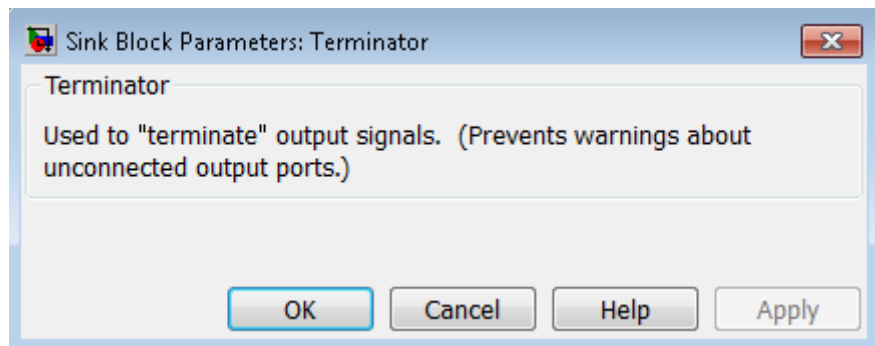 Sink Block Parameters: Terminator
Terminator
Used to "terminate" output signals.  (Prevents warnings about
unconnected output ports.)
OK Cancel Help Apply